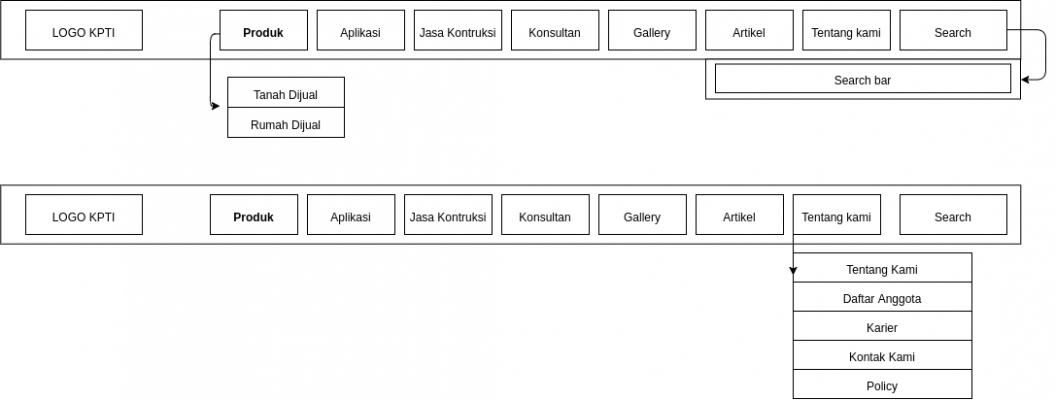 LOGO KPTI
Produk
Aplikasi
Jasa Kontruksi
Konsultan
Gallery
Artikel
Tentang kami
Search
Search bar
Tanah Dijual
Rumah Dijual
LOGO KPTI
Produk
Aplikasi
Jasa Kontruksi
Konsultan
Gallery
Artikel
Tentang kami
Search
Tentang Kami
Daftar Anggota
Karier
Kontak Kami
Policy